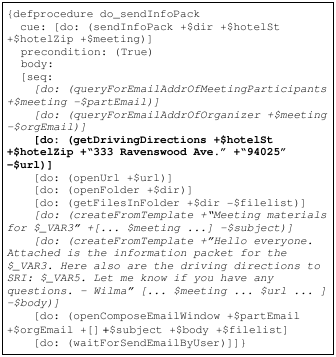 {defprocedure do_sendInfoPack
cue: [do: (sendInfoPack +$dir +$hotelSt
+$hotelZip +$meeting)]
precondition: (True)
body:
[seq:
[do: (queryForEmailAddrOfMeetingParticipants
+$meeting –$partEmail)]
[do: (queryForEmailAddrOfOrganizer +$meeting
–$orgEmail)]
[do: (getDrivingDirections +$hotelSt
+$hotelZip +“333 Ravenswood Ave.” +“94025”
–$url)]
[do: (openUrl +$url)]
[do: (openFolder +$dir)]
[do: (getFilesInFolder +$dir -$filelist)]
[do: (createFromTemplate +“Meeting materials
for $_VAR3” +[... $meeting ...] –$subject)]
[do: (createFromTemplate +“Hello everyone.
Attached is the information packet for the
$_VAR3. Here also are the driving directions to
SRI: $_VAR5. Let me know if you have any
questions. – Wilma” [... $meeting ... $url ... ]
–$body)]
[do: (openComposeEmailWindow +$partEmail
+$orgEmail +[] +$subject +$body +$filelist]
[do: (waitForSendEmailByUser)]]}